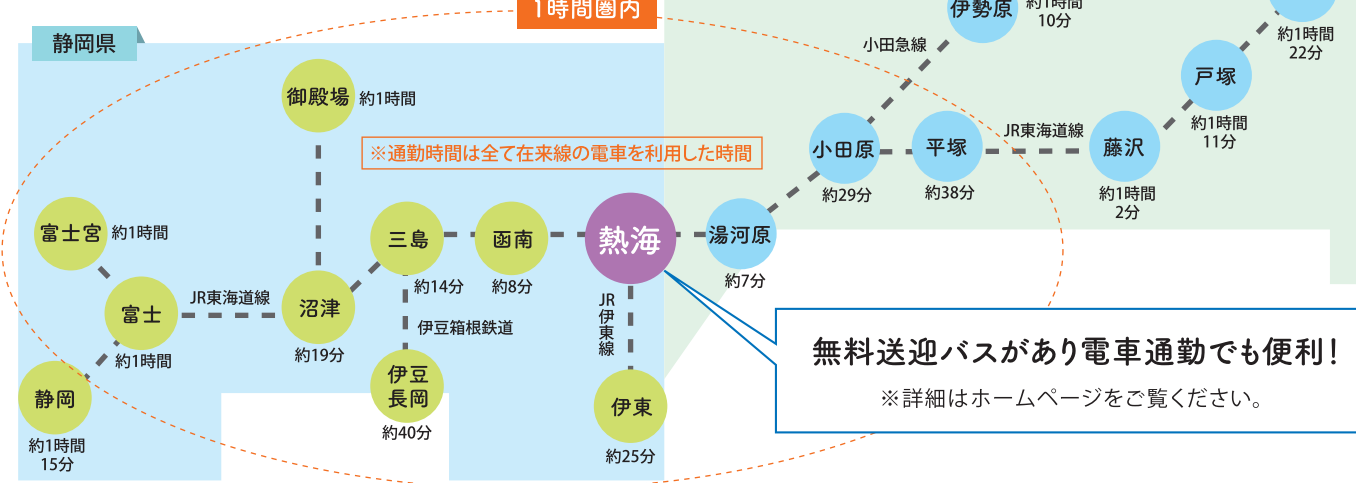 1時間圏内
静岡県
伊勢原
約1時間
10分
約1時間
22分
小田急線
戸塚
約1時間
11分
御殿場
約1時間
※通勤時間は全て在来線の電車を利用した時間
小田原
約29分
平塚
約38分
JR東海道線
藤沢
約1時間
2分
富士宮
約1時間
三島
約14分
函南
約8分
熱海
湯河原
約7分
富士
約1時間
JR東海道線
沼津
約19分
伊豆箱根鉄道
JR伊東線
静岡
約1時間
15分
伊豆
長岡
約40分
伊東
約25分
無料送迎バスがあり電車通勤でも便利!
※詳細はホームページをご覧ください。